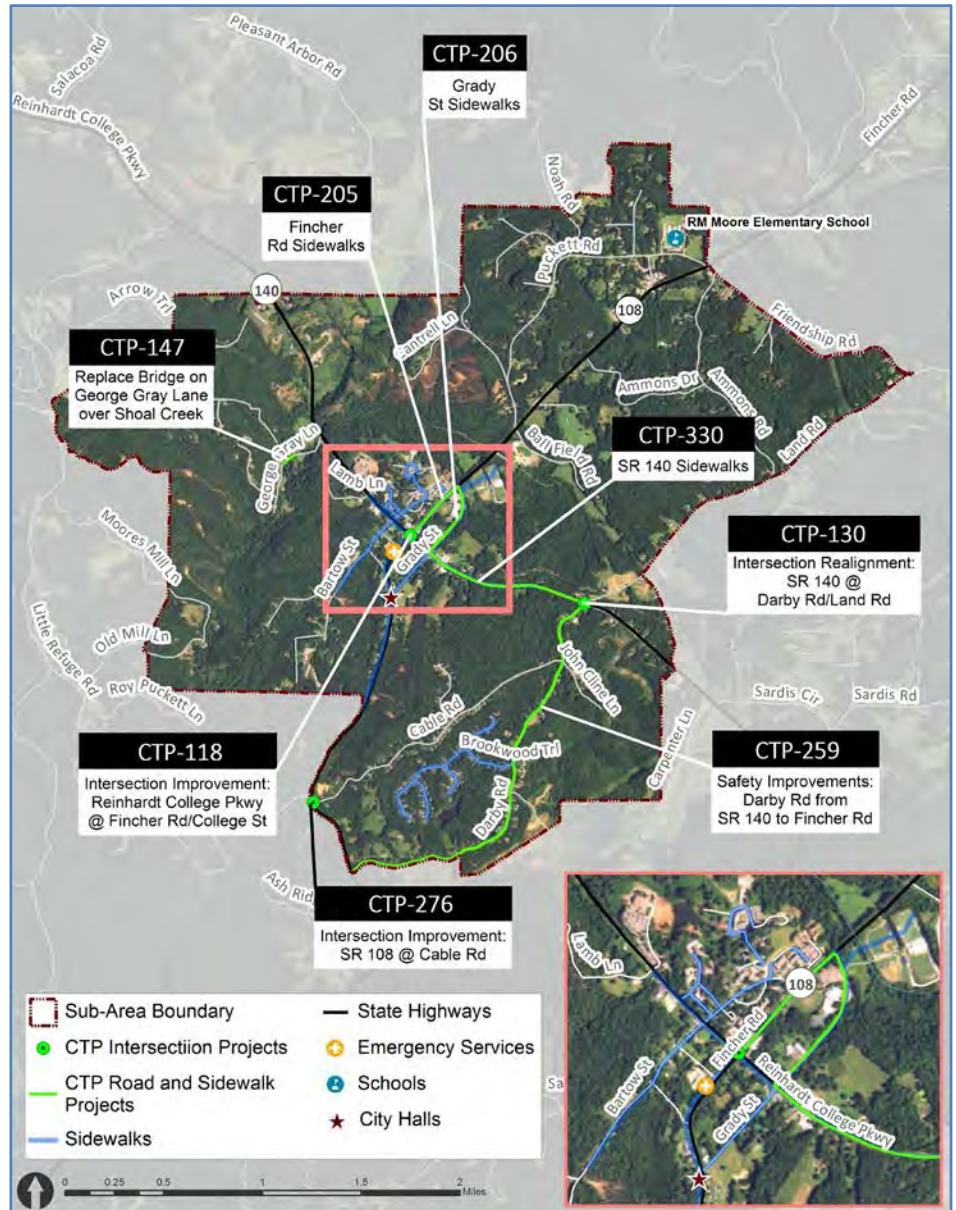 Salacoa Rd
Pleasant Arbor Rd
Reinhardt College Pkwy
CTP-206
Grady
St Sidewalks
Fincher Rd
CTP-205
Fincher
Rd Sidewalks
Noah Rd
RM Moore Elementary School
Puckett Rd
140
Arrow Trl
108
Friendship Rd
Cantrell Ln
CTP-147
Replace Bridge on
George Gray Lane
over Shoal Creek
Ammons Dr
Ammons Rd
Land Rd
CTP-330
SR 140 Sidewalks
Ball Field Rd
George Gray Ln
Lamb Ln
Moores Mill Ln
Bartow St
Grady St
CTP-130
Intersection Realignment:
SR 140 @
Darby Rd/Land Rd
Little Refuge Rd
Old Mill Ln
Roy Puckett Ln
John Cline Ln
Sardis Cir
Sardis Rd
Cable Rd
Brookwood Trl
Carpenter Ln
CTP-118
Intersection Improvement:
Reinhardt College Pkwy
@ Fincher Rd/College St
CTP-259
Safety Improvements:
Darby Rd from
SR 140 to Fincher Rd
Darby Rd
Ash Rid
CTP-276
Intersection Improvement:
SR 108 @ Cable Rd
Sub-Area Boundary
CTP Intersectiion Projects
CTP Road and Sidewalk
Projects
Sidewalks
State Highways
Emergency Services
Schools
City Halls
Sa
0 0.25 0.5 1 1.5 2
Miles
Lamb Ln
108
Fincher Rd
Bartow St
Reinhardt College Pkwy
Grady St